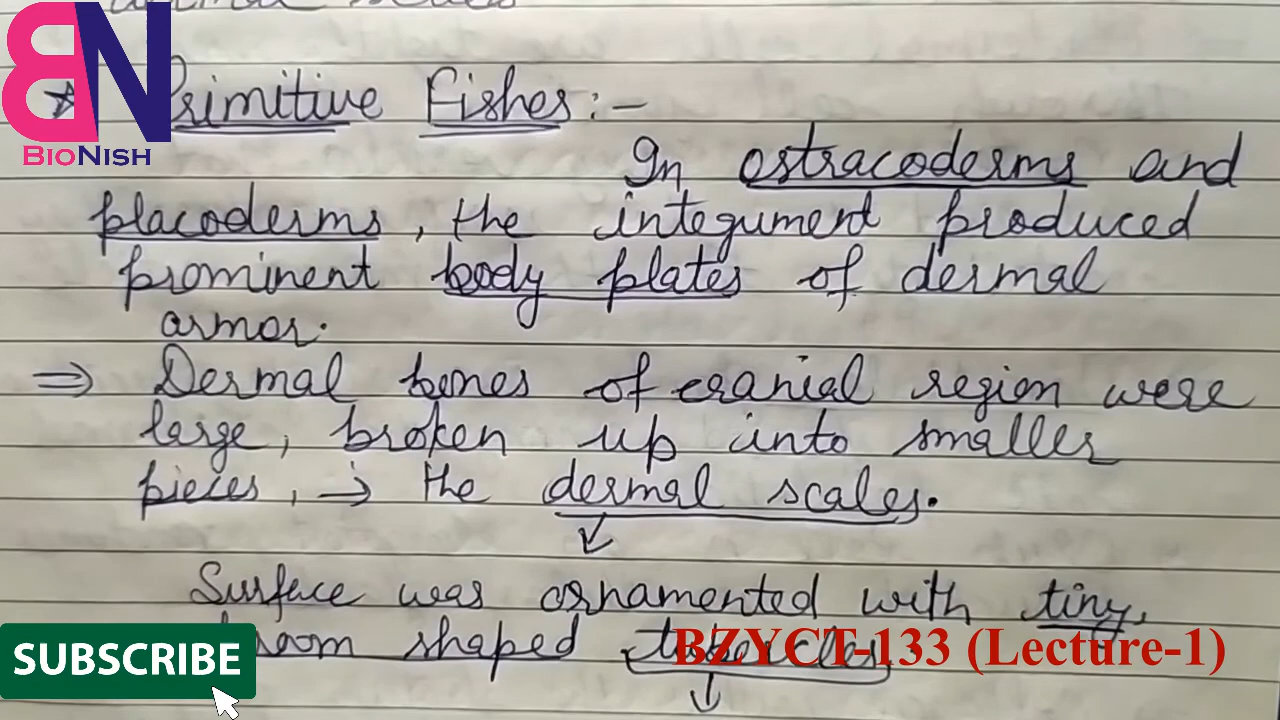 BN
BIONISH
★ Primitive Fishes :-
In ostracoderms and
placoderms, the integument produced
prominent body plates of dermal
armor.
⇒ Dermal bones of cranial region were
large, broken up into smaller
pieces, → the dermal scales.
↓
Surface was ornamented with tiny,
room shaped tubercles
BZYCT-133 (Lecture-1)
SUBSCRIBE
↓